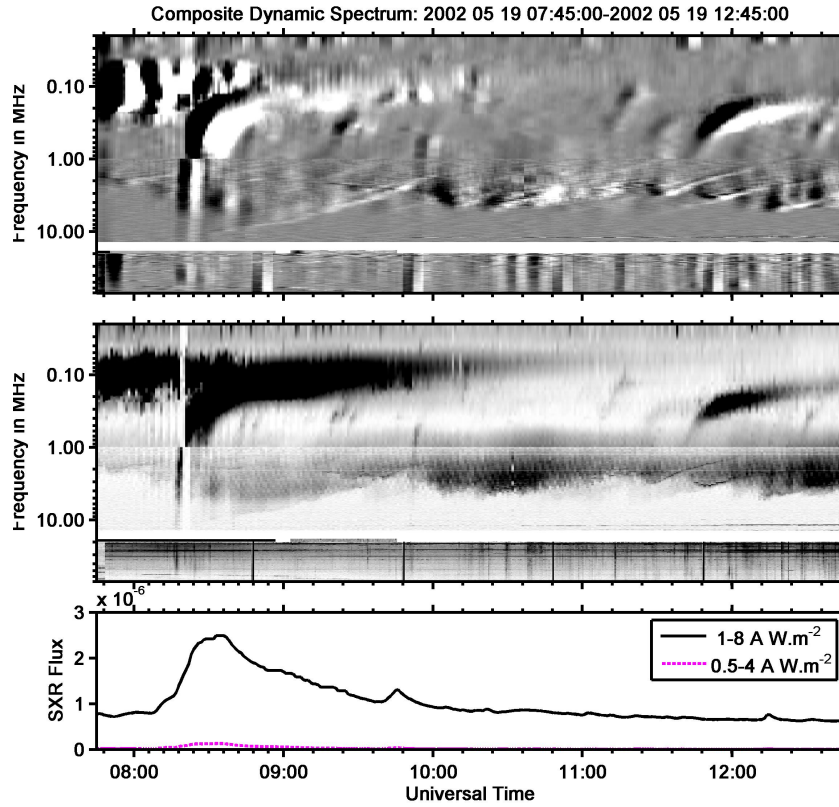 Composite Dynamic Spectrum: 2002 05 19 07:45:00-2002 05 19 12:45:00
Frequency in MHz
0.10
1.00
10.00
Frequency in MHz
0.10
1.00
10.00
x 10⁻⁶
SXR Flux
3
2
1
0
1-8 A W.m⁻²
0.5-4 A W.m⁻²
08:00 09:00 10:00 11:00 12:00
Universal Time